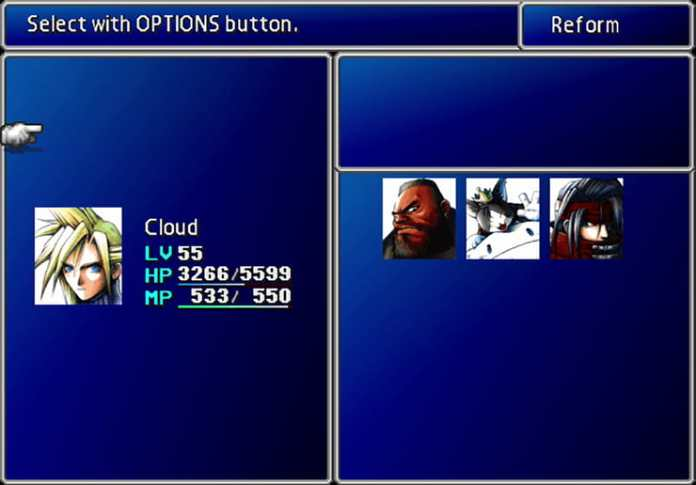 Select with OPTIONS button.
Reform
Cloud
LV 55
HP 3266/5599
MP 533/ 550